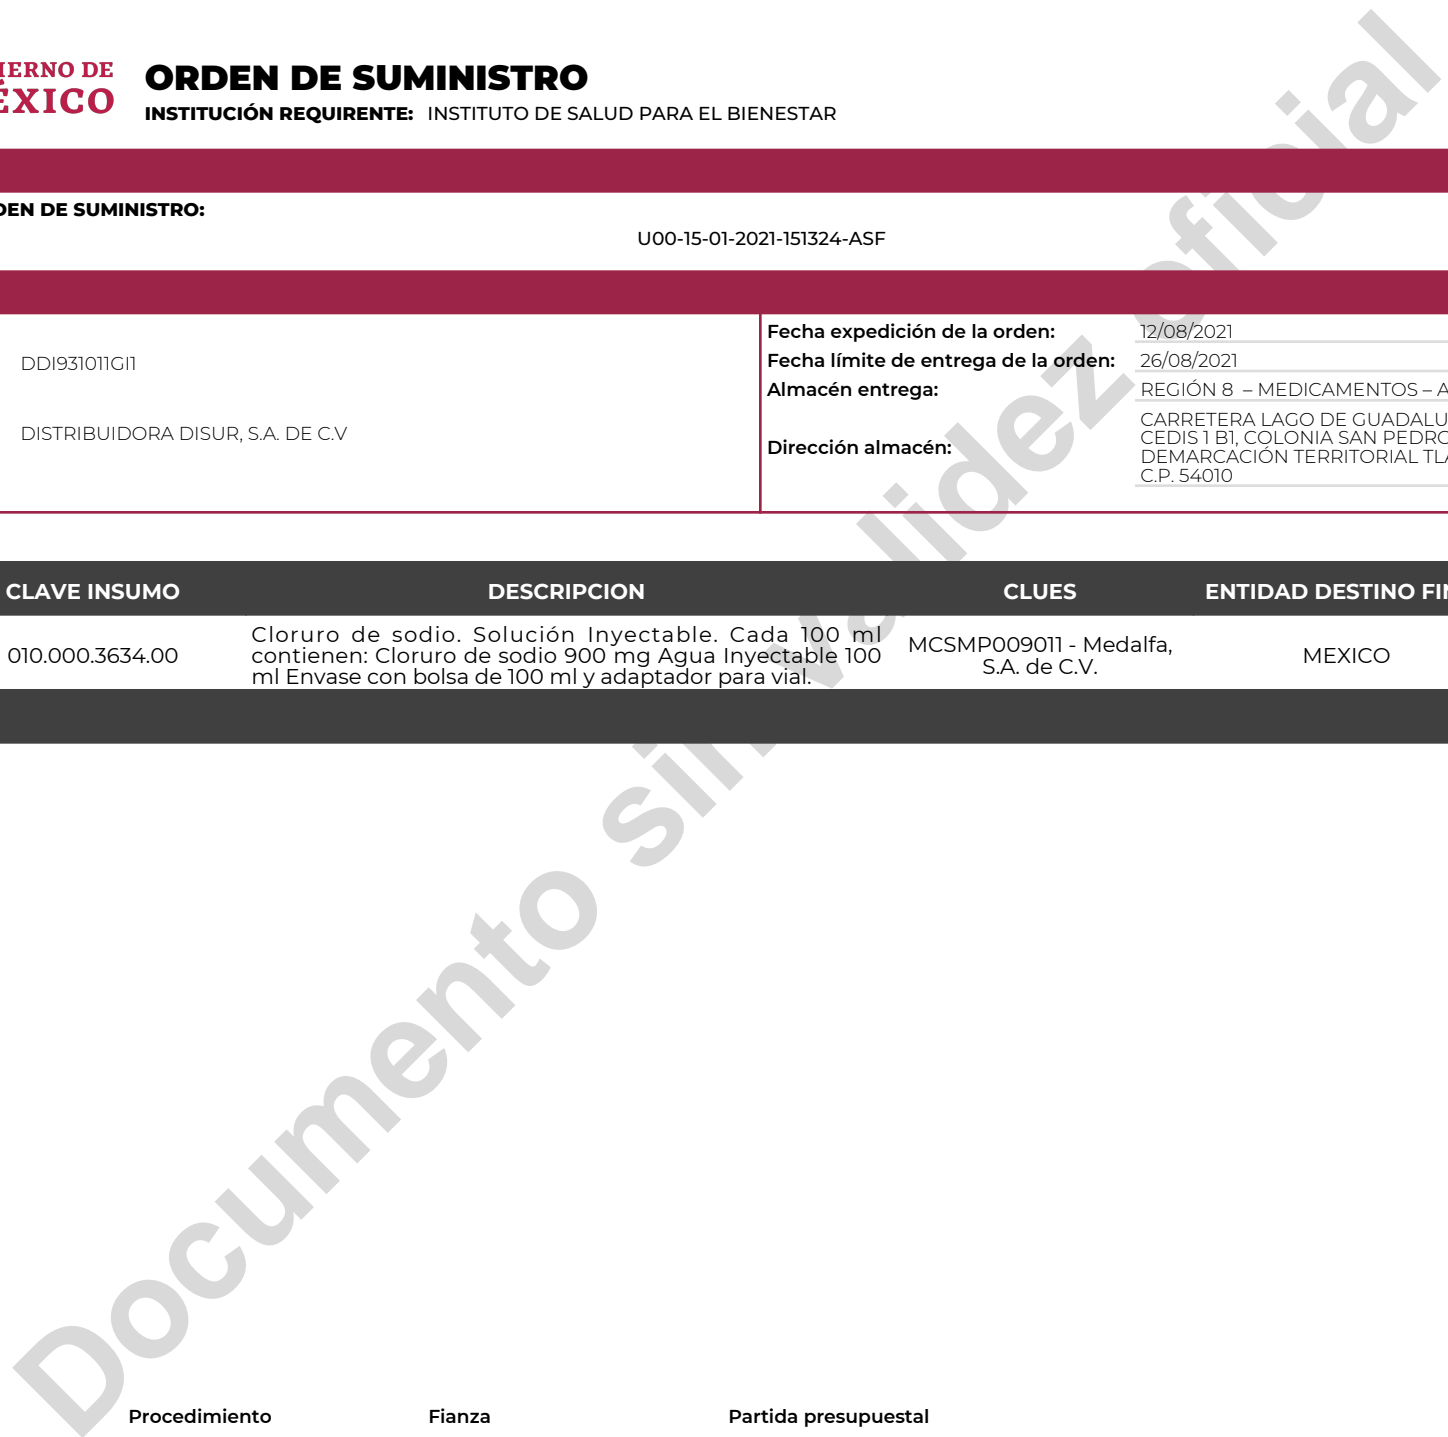 IERNO DE
ÉXICO
ORDEN DE SUMINISTRO
INSTITUCIÓN REQUIRENTE: INSTITUTO DE SALUD PARA EL BIENESTAR
DEN DE SUMINISTRO:
U00-15-01-2021-151324-ASF
DDI931011GI1
DISTRIBUIDORA DISUR, S.A. DE C.V
Fecha expedición de la orden: 12/08/2021
Fecha límite de entrega de la orden: 26/08/2021
Almacén entrega: REGIÓN 8 – MEDICAMENTOS – A
Dirección almacén:
CARRETERA LAGO DE GUADALU
CEDIS 1 B1, COLONIA SAN PEDRO
DEMARCACIÓN TERRITORIAL TLA
C.P. 54010
CLAVE INSUMO DESCRIPCION CLUES ENTIDAD DESTINO FIN
010.000.3634.00
Cloruro de sodio. Solución Inyectable. Cada 100 ml
contienen: Cloruro de sodio 900 mg Agua Inyectable 100
ml Envase con bolsa de 100 ml y adaptador para vial.
MCSMP009011 - Medalfa,
S.A. de C.V.
MEXICO
Documento sin validez oficial
Procedimiento Fianza Partida presupuestal